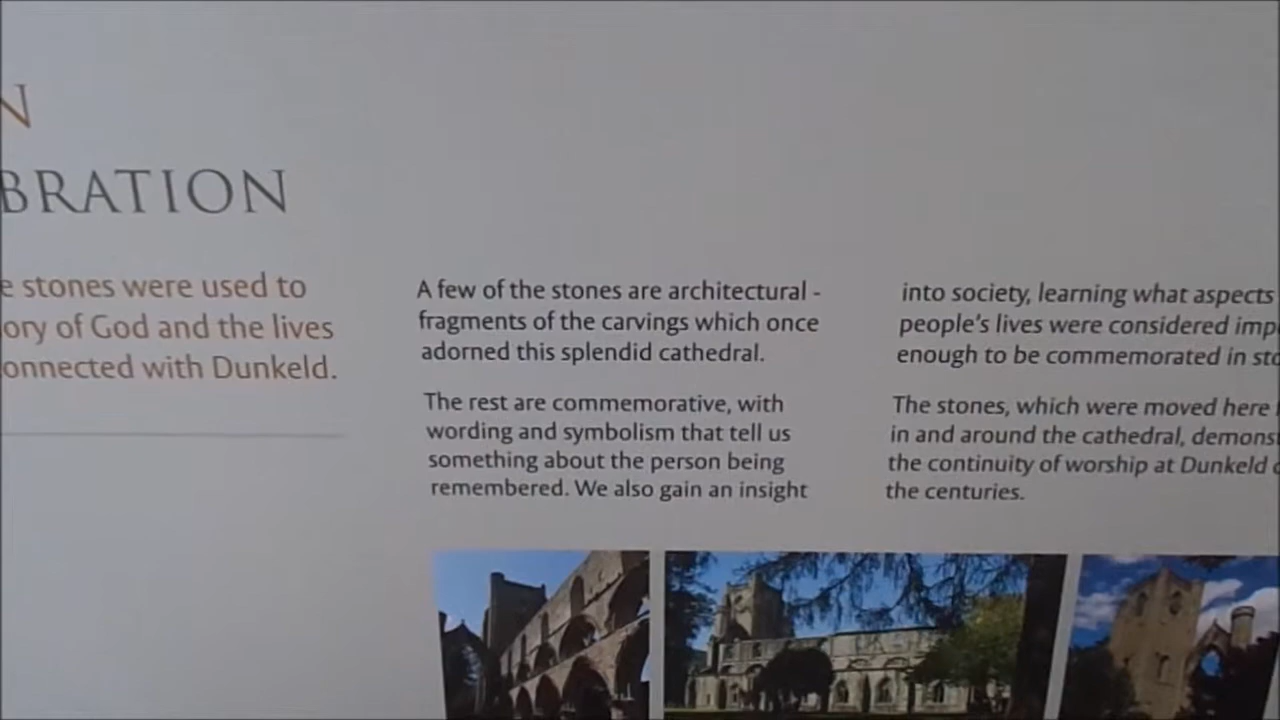 N
BRATION
e stones were used to
ory of God and the lives
onnected with Dunkeld.
A few of the stones are architectural -
fragments of the carvings which once
adorned this splendid cathedral.
The rest are commemorative, with
wording and symbolism that tell us
something about the person being
remembered. We also gain an insight
into society, learning what aspects
people's lives were considered imp
enough to be commemorated in sto
The stones, which were moved here
in and around the cathedral, demonst
the continuity of worship at Dunkeld
the centuries.